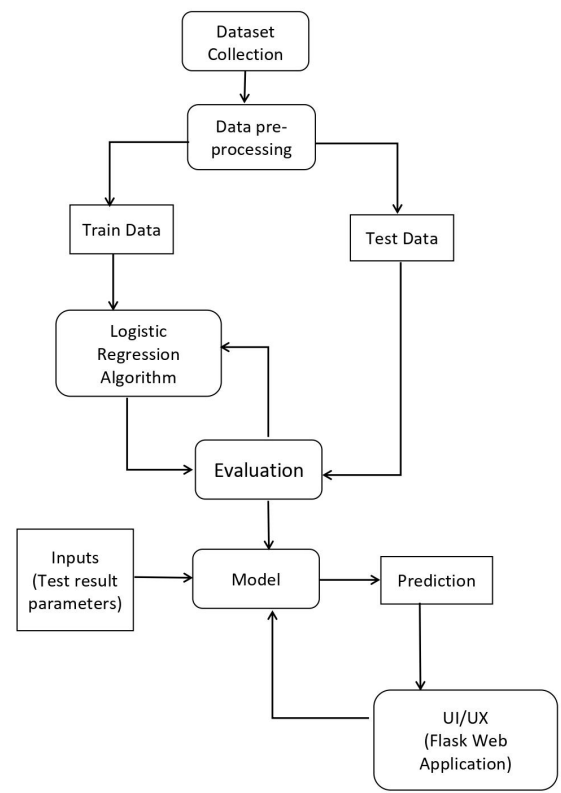 Dataset
Collection
Data pre-
processing
Train Data
Test Data
Logistic
Regression
Algorithm
Evaluation
Inputs
(Test result
parameters)
Model
Prediction
UI/UX
(Flask Web
Application)